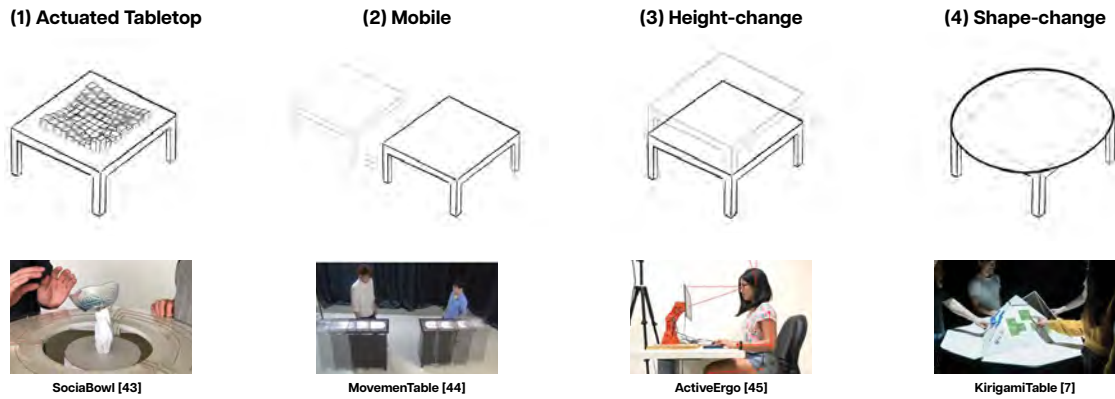 (1) Actuated Tabletop
(2) Mobile
(3) Height-change
(4) Shape-change
SociaBowl [43]
MovemenTable [44]
ActiveErgo [45]
KirigamiTable [7]